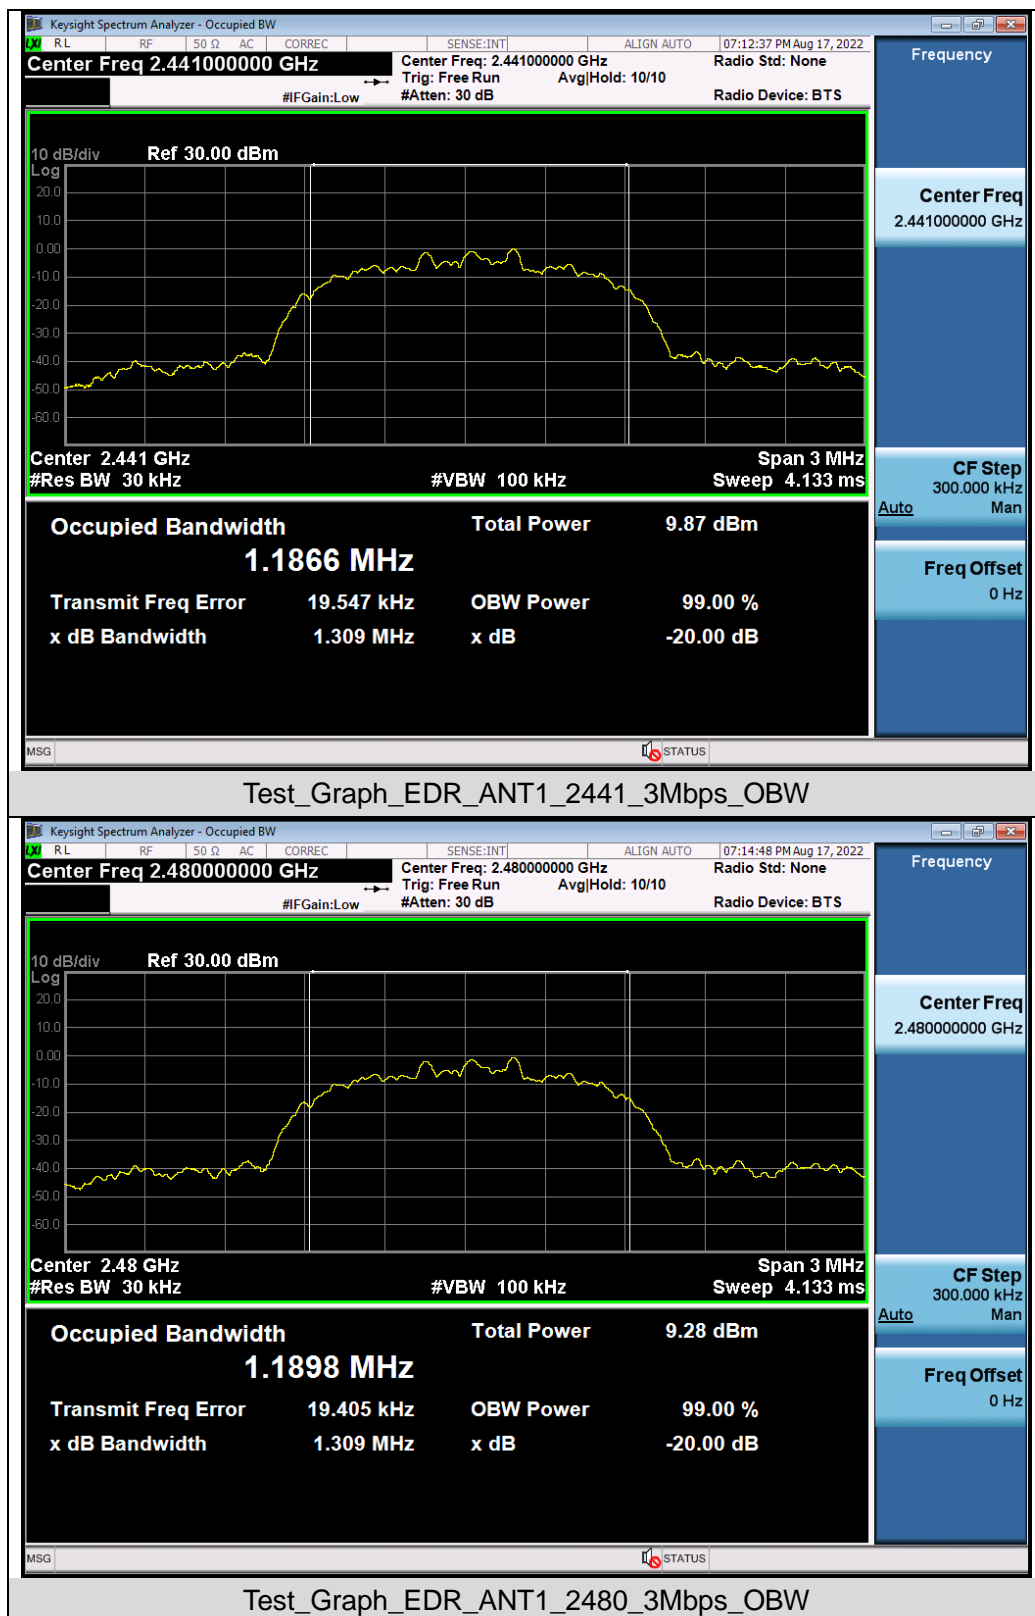 Keysight Spectrum Analyzer - Occupied BW
LXI RL RF 50 Ω AC CORREC SENSE:INT ALIGN AUTO 07:12:37 PM Aug 17, 2022
Center Freq 2.441000000 GHz
Center Freq: 2.441000000 GHz
Radio Std: None
Trig: Free Run Avg|Hold: 10/10
#IFGain:Low
#Atten: 30 dB
Radio Device: BTS
10 dB/div Ref 30.00 dBm
Log
20.0
10.0
0.00
-10.0
-20.0
-30.0
-40.0
-50.0
-60.0
Center 2.441 GHz
Span 3 MHz
#Res BW 30 kHz
#VBW 100 kHz
Sweep 4.133 ms
Occupied Bandwidth
Total Power 9.87 dBm
1.1866 MHz
Transmit Freq Error 19.547 kHz OBW Power 99.00 %
x dB Bandwidth 1.309 MHz x dB -20.00 dB
MSG
STATUS
Frequency
Center Freq
2.441000000 GHz
CF Step
300.000 kHz
Auto Man
Freq Offset
0 Hz
Test_Graph_EDR_ANT1_2441_3Mbps_OBW
Keysight Spectrum Analyzer - Occupied BW
LXI RL RF 50 Ω AC CORREC SENSE:INT ALIGN AUTO 07:14:48 PM Aug 17, 2022
Center Freq 2.480000000 GHz
Center Freq: 2.480000000 GHz
Radio Std: None
Trig: Free Run Avg|Hold: 10/10
#IFGain:Low
#Atten: 30 dB
Radio Device: BTS
10 dB/div Ref 30.00 dBm
Log
20.0
10.0
0.00
-10.0
-20.0
-30.0
-40.0
-50.0
-60.0
Center 2.48 GHz
Span 3 MHz
#Res BW 30 kHz
#VBW 100 kHz
Sweep 4.133 ms
Occupied Bandwidth
Total Power 9.28 dBm
1.1898 MHz
Transmit Freq Error 19.405 kHz OBW Power 99.00 %
x dB Bandwidth 1.309 MHz x dB -20.00 dB
MSG
STATUS
Frequency
Center Freq
2.480000000 GHz
CF Step
300.000 kHz
Auto Man
Freq Offset
0 Hz
Test_Graph_EDR_ANT1_2480_3Mbps_OBW